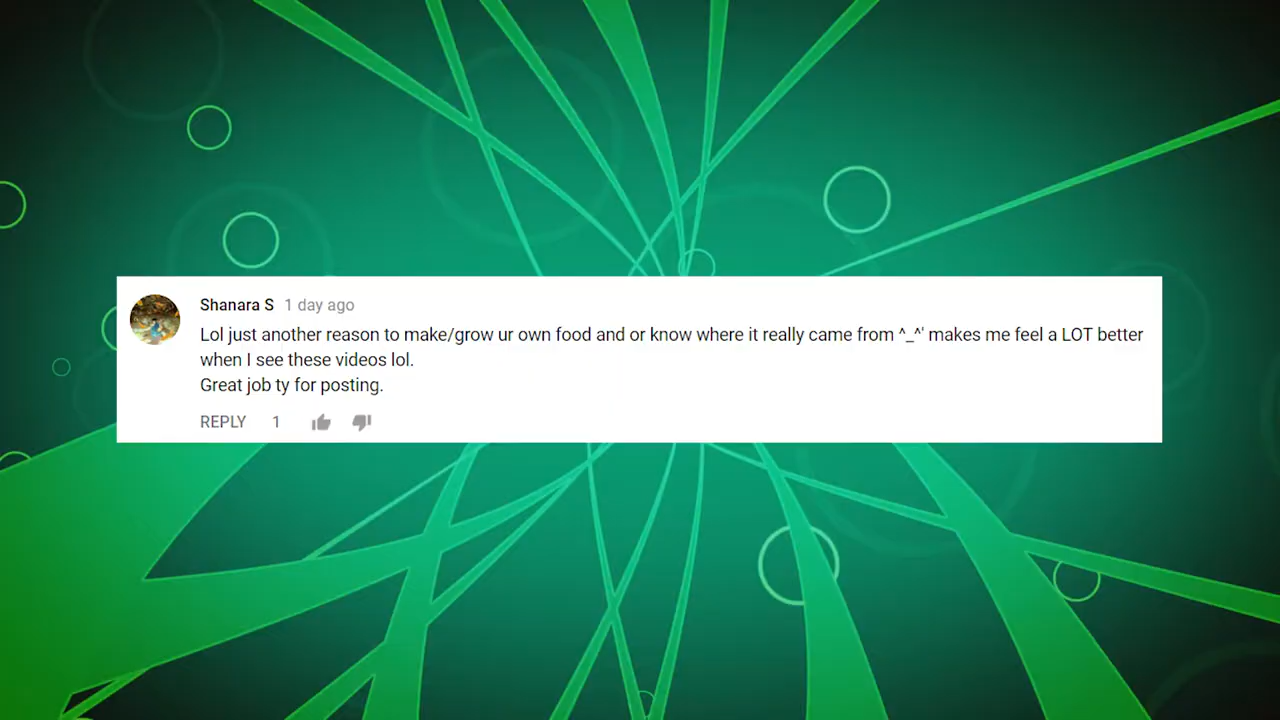 Shanara S 1 day ago
Lol just another reason to make/grow ur own food and or know where it really came from ^_^' makes me feel a LOT better
when I see these videos lol.
Great job ty for posting.
REPLY 1